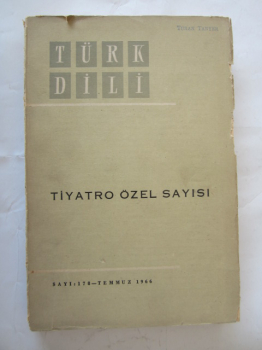 TÜRK
DİLİ
TİYATRO ÖZEL SAYISI
SAYI: 178—TEMMUZ 1966